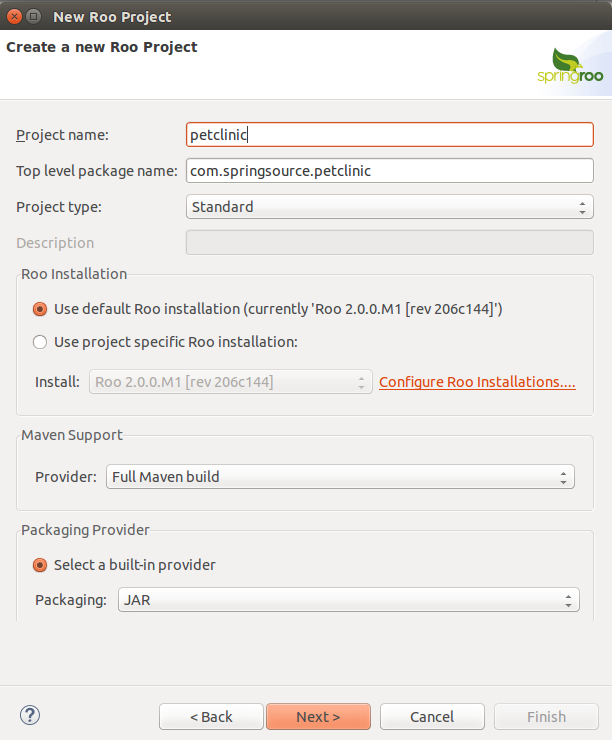 New Roo Project
Create a new Roo Project
springroo
Project name: petclinic
Top level package name: com.springsource.petclinic
Project type: Standard
Description
Roo Installation
Use default Roo installation (currently 'Roo 2.0.0.M1 [rev 206c144]')
Use project specific Roo installation:
Install: Roo 2.0.0.M1 [rev 206c144] Configure Roo Installations....
Maven Support
Provider: Full Maven build
Packaging Provider
Select a built-in provider
Packaging: JAR
? < Back Next > Cancel Finish